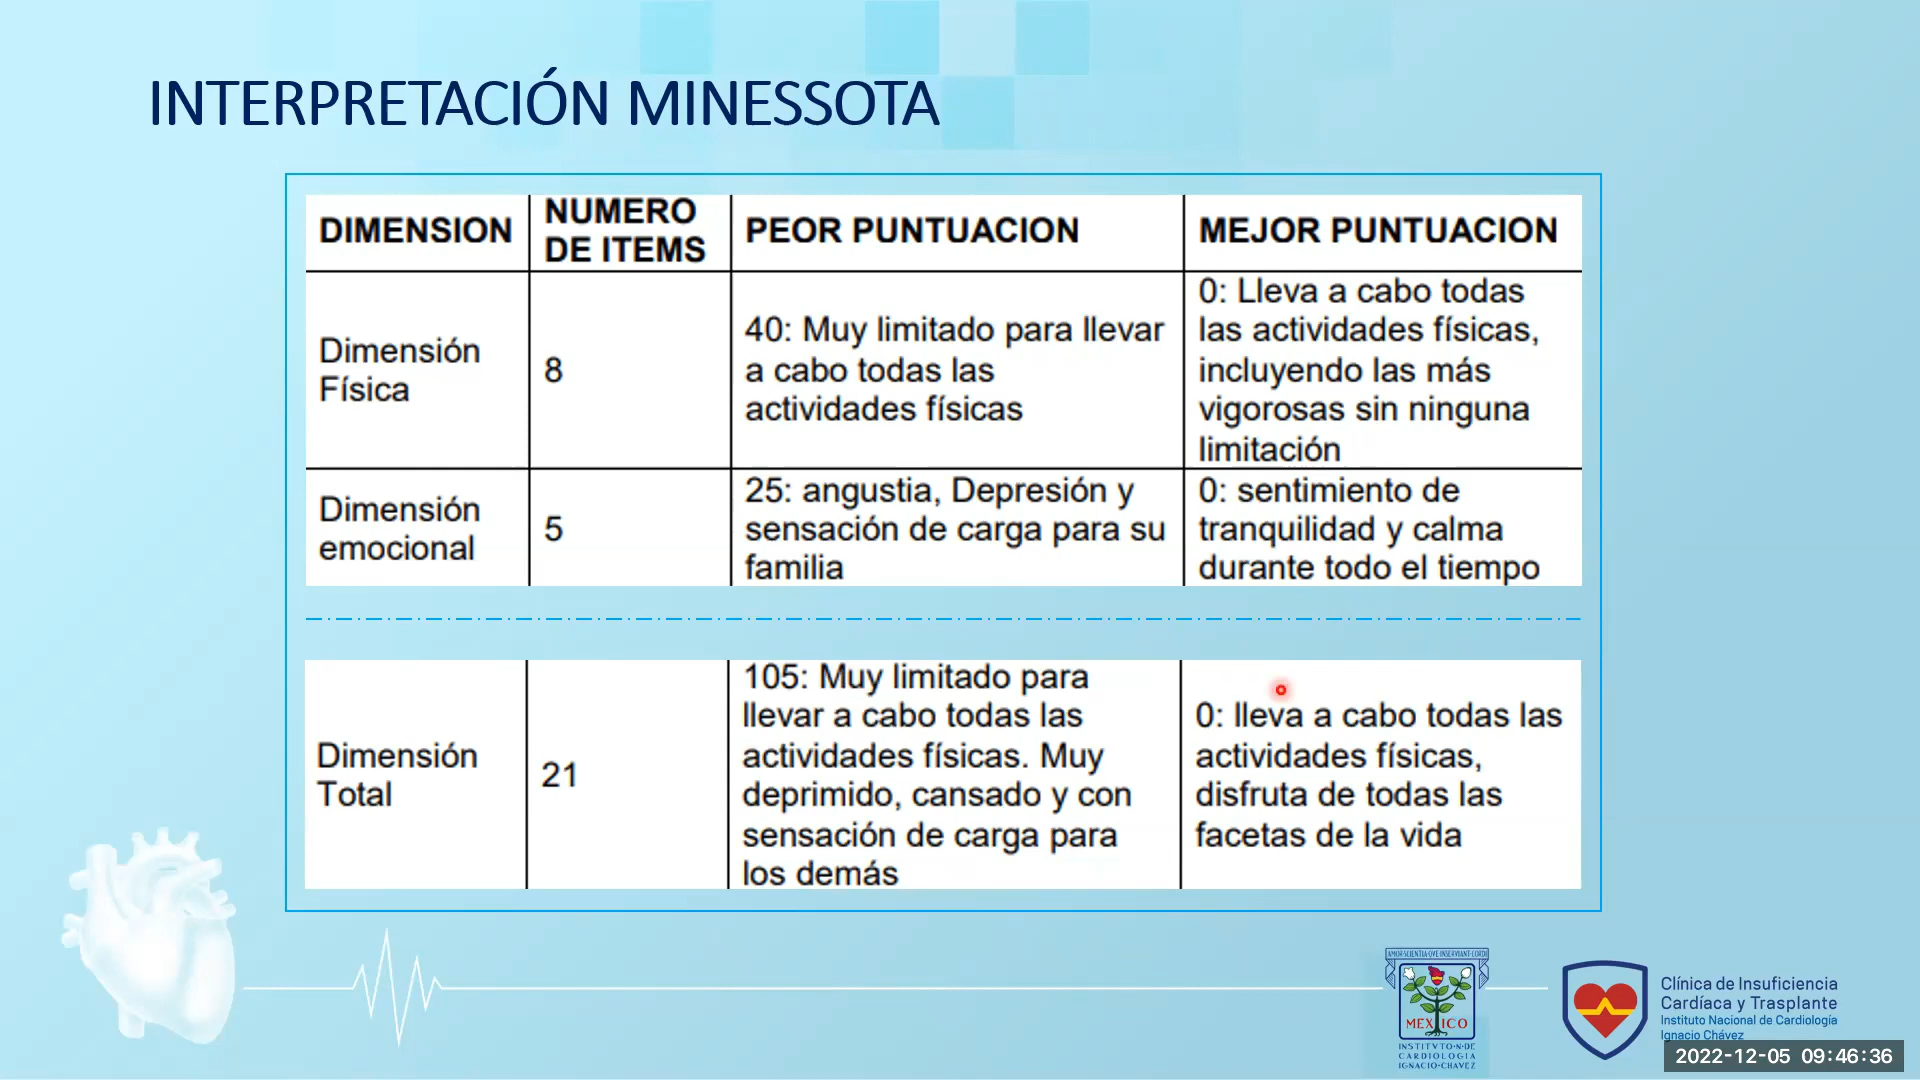 INTERPRETACIÓN MINESSOTA
DIMENSION
NUMERO
DE ITEMS
PEOR PUNTUACION
MEJOR PUNTUACION
Dimensión
Física
8
40: Muy limitado para llevar
a cabo todas las
actividades físicas
0: Lleva a cabo todas
las actividades físicas,
incluyendo las más
vigorosas sin ninguna
limitación
Dimensión
emocional
5
25: angustia, Depresión y
sensación de carga para su
familia
0: sentimiento de
tranquilidad y calma
durante todo el tiempo
Dimensión
Total
21
105: Muy limitado para
llevar a cabo todas las
actividades físicas. Muy
deprimido, cansado y con
sensación de carga para
los demás
0: lleva a cabo todas las
actividades físicas,
disfruta de todas las
facetas de la vida
AMOR·SCIENTIA·QVE·INSERVIANT·CORDI
MEXICO
INSTITVTO·N·DE
CARDIOLOGIA
IGNACIO·CHAVEZ
Clínica de Insuficiencia
Cardíaca y Trasplante
Instituto Nacional de Cardiología
Ignacio Chávez
2022-12-05 09:46:36